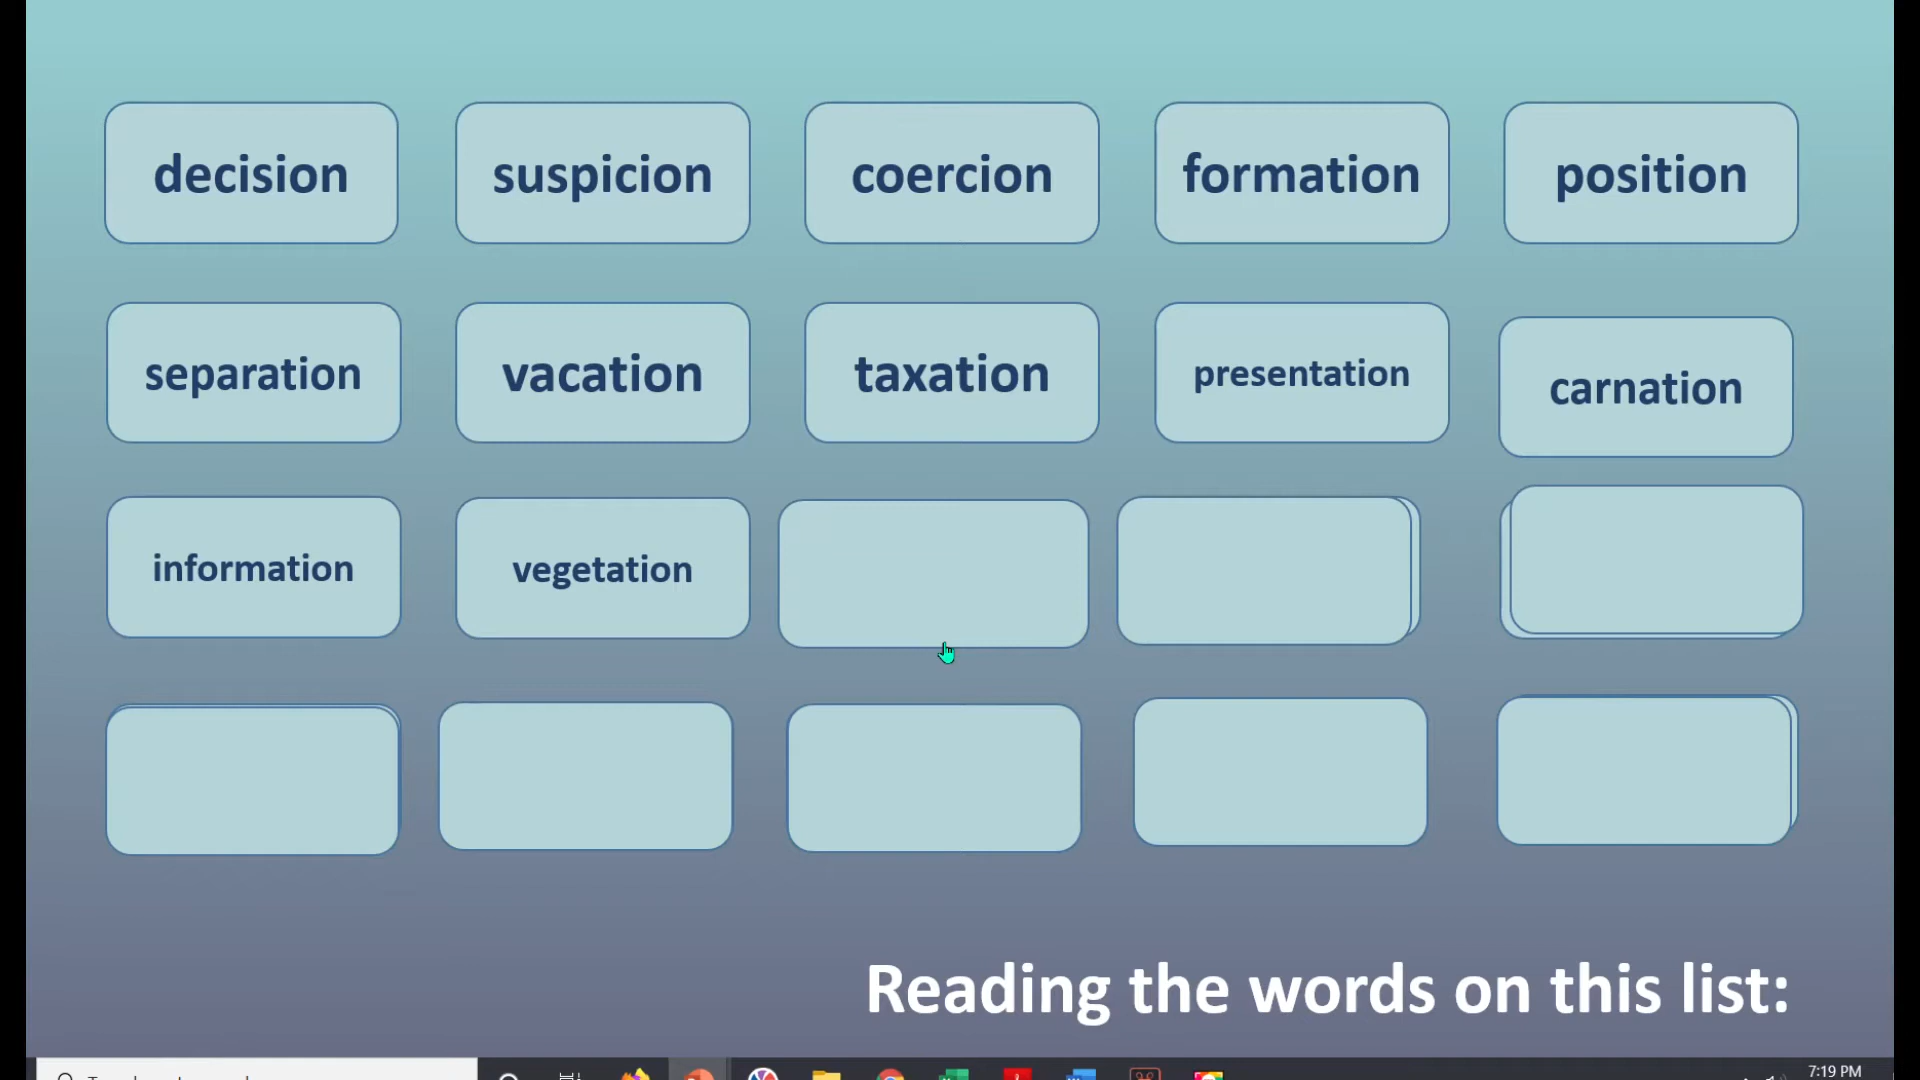 decision suspicion coercion formation position
separation vacation taxation presentation carnation
information vegetation
Reading the words on this list:
7:19 PM